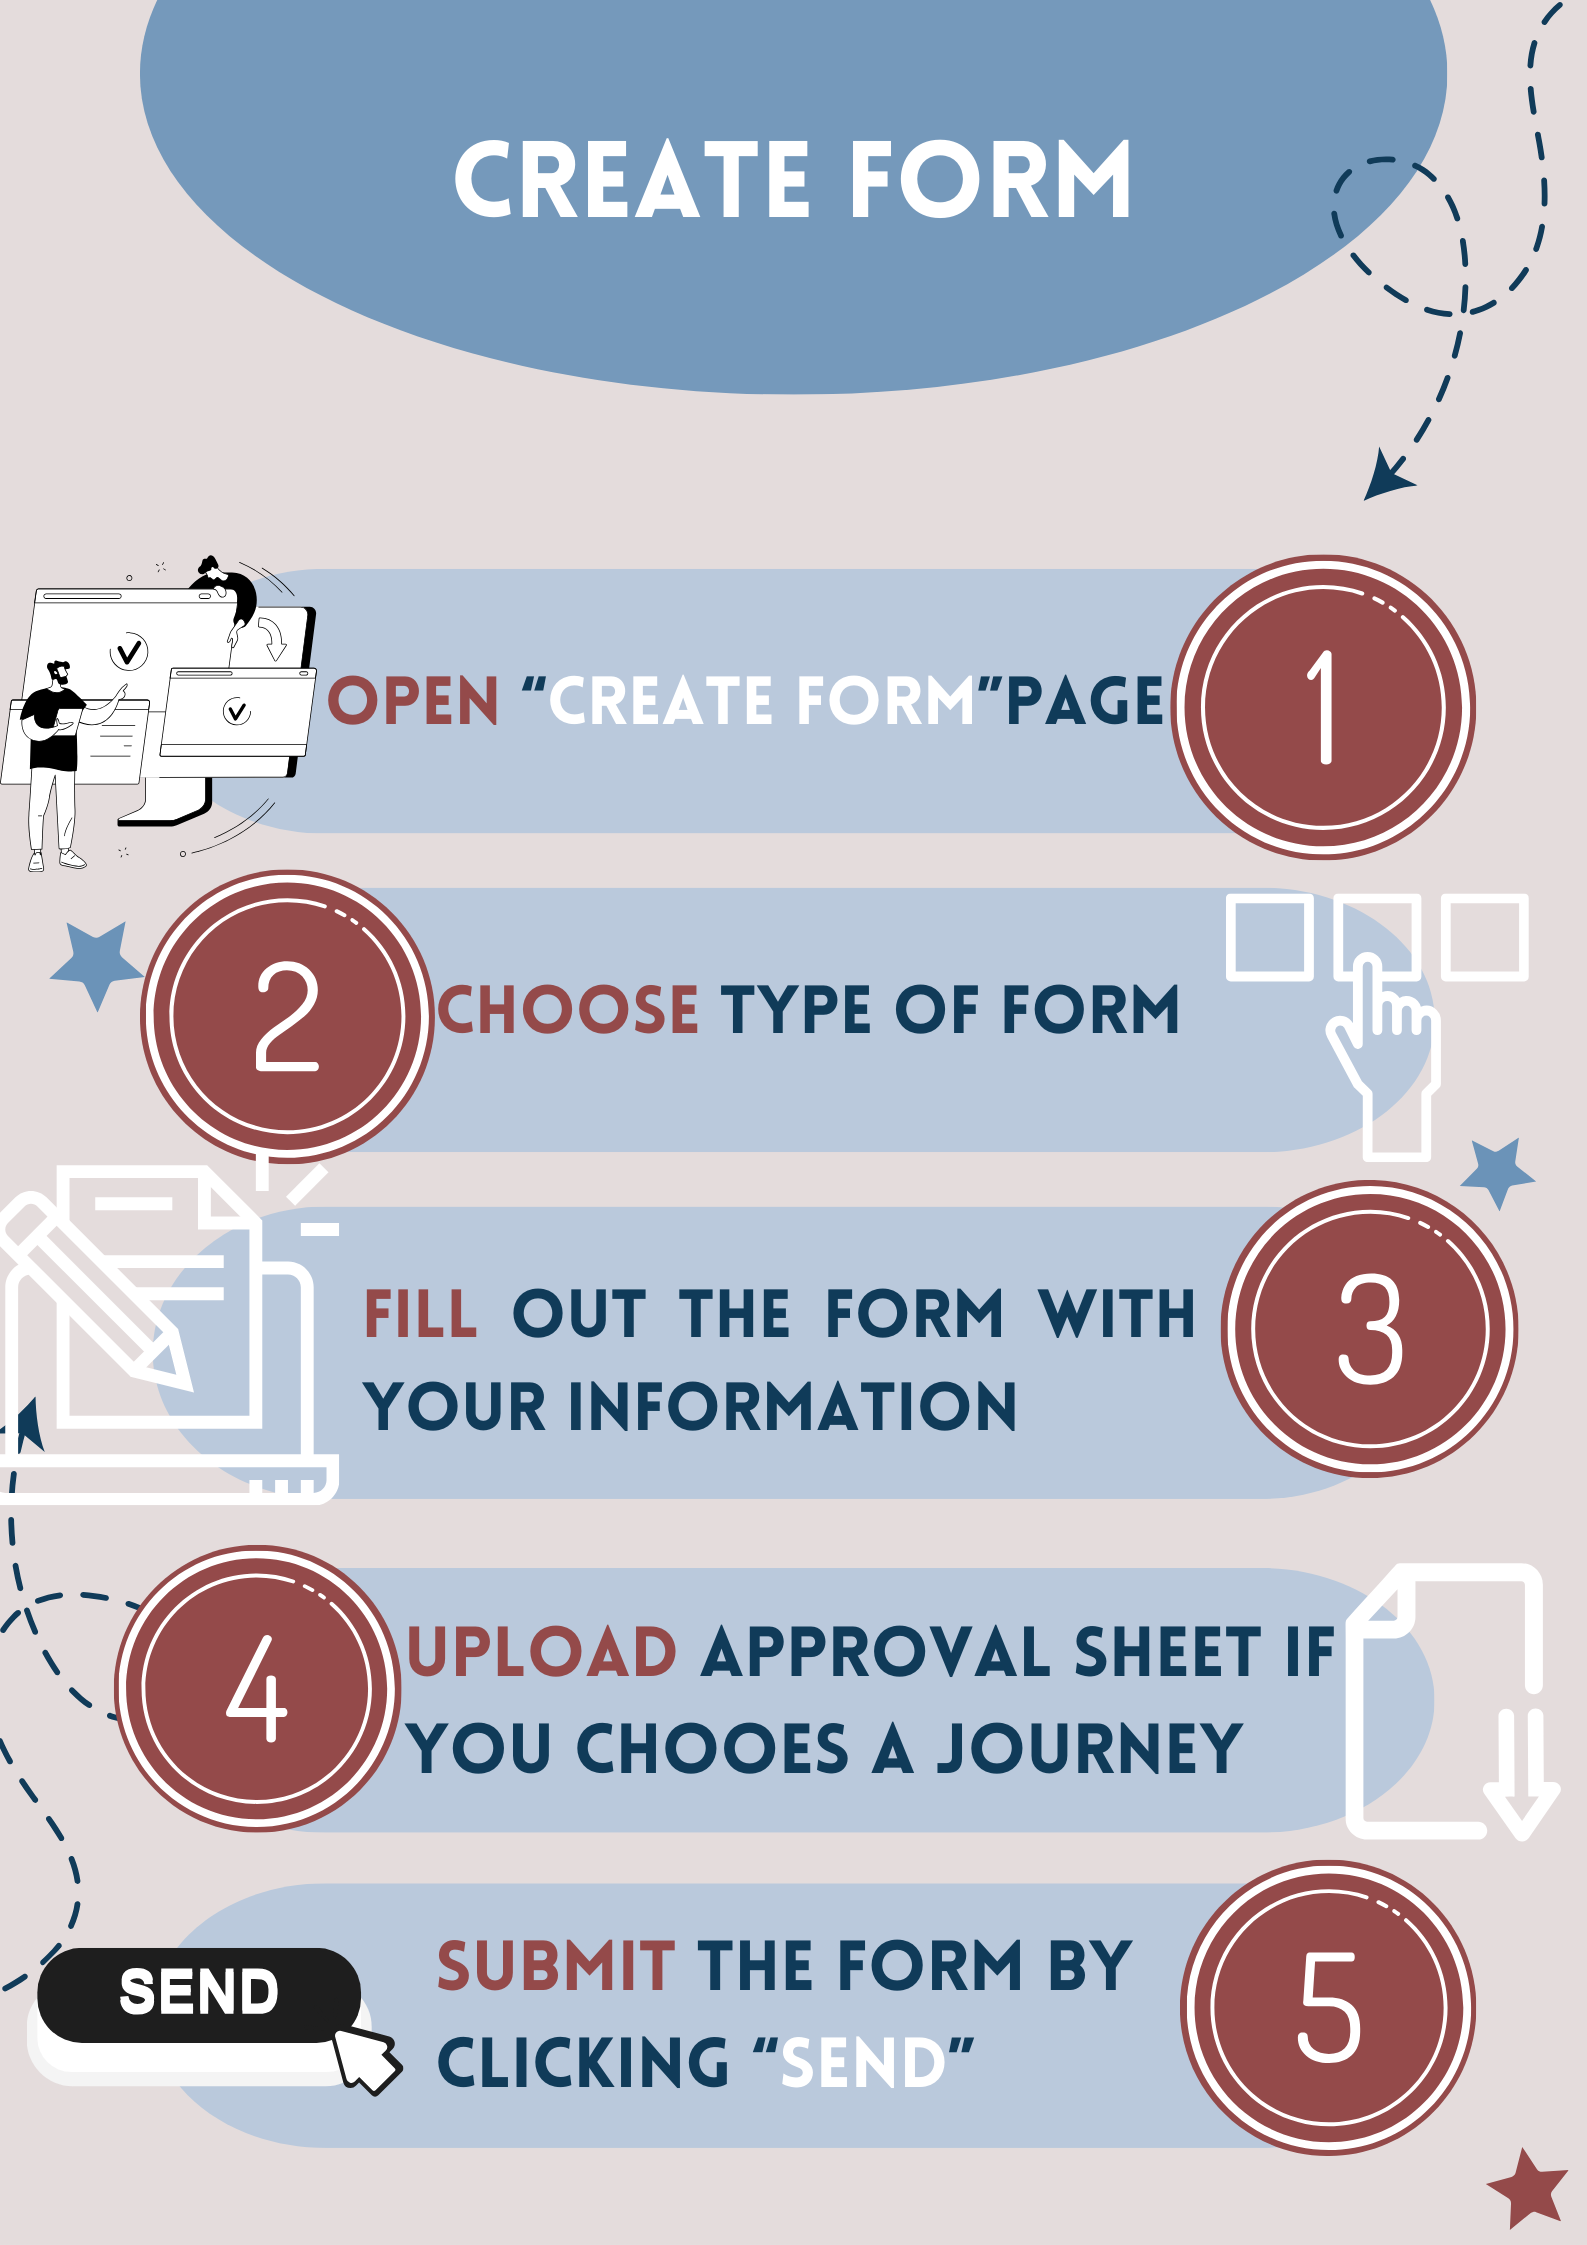 CREATE FORM
OPEN “CREATE FORM”PAGE
1
2
CHOOSE TYPE OF FORM
FILL OUT THE FORM WITH
YOUR INFORMATION
3
4
UPLOAD APPROVAL SHEET IF
YOU CHOOES A JOURNEY
SEND
SUBMIT THE FORM BY
CLICKING “SEND”
5